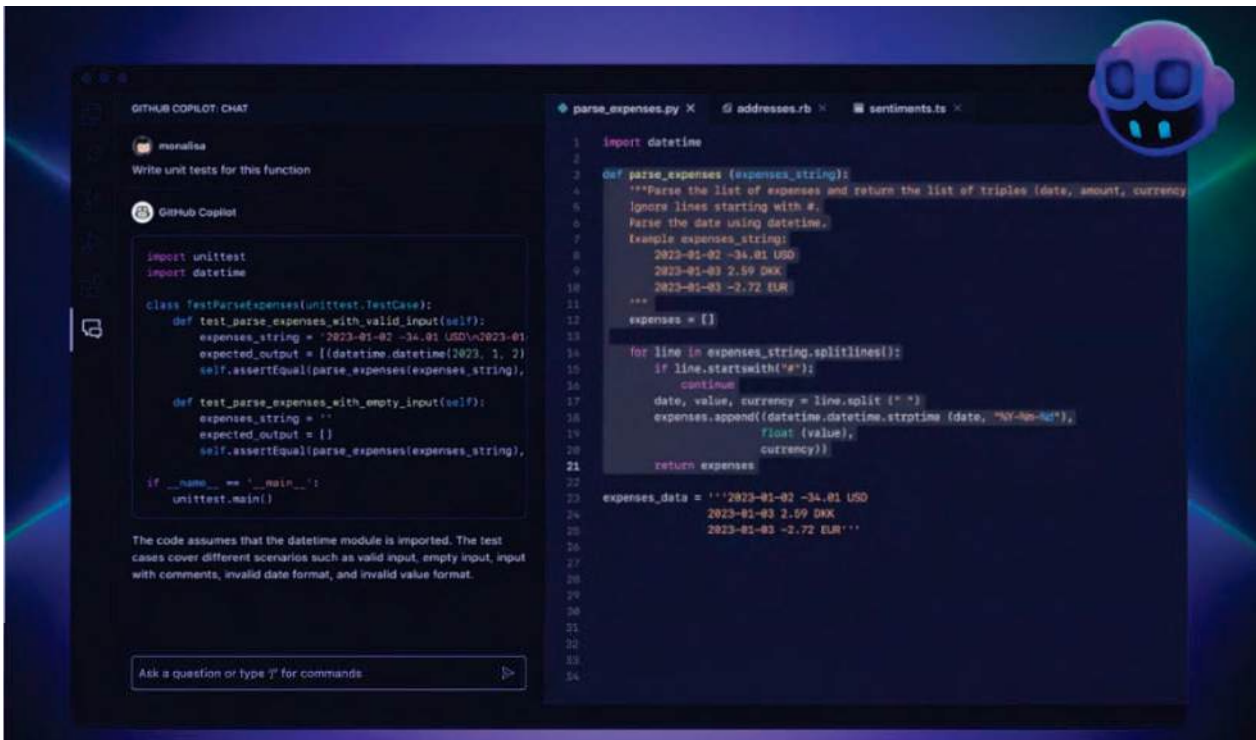 GITHUB COPILOT: CHAT
monalisa
Write unit tests for this function
GitHub Copilot
import unittest
import datetime
class TestParseExpenses(unittest.TestCase):
def test_parse_expenses_with_valid_input(self):
expenses_string = '2023-01-02 -34.01 USD\n2023-01-
expected_output = [(datetime.datetime(2023, 1, 2)
self.assertEqual(parse_expenses(expenses_string),
def test_parse_expenses_with_empty_input(self):
expenses_string = ''
expected_output = []
self.assertEqual(parse_expenses(expenses_string),
if __name__ == '__main__':
unittest.main()
The code assumes that the datetime module is imported. The test
cases cover different scenarios such as valid input, empty input, input
with comments, invalid date format, and invalid value format.
Ask a question or type "/" for commands
parse_expenses.py × addresses.rb × sentiments.ts ×
1 import datetime
2
3 def parse_expenses (expenses_string):
4 """Parse the list of expenses and return the list of triples (date, amount, currency
5 Ignore lines starting with #.
6 Parse the date using datetime.
7 Example expenses_string:
8 2023-01-02 -34.01 USD
9 2023-01-03 2.59 DKK
10 2023-01-03 -2.72 EUR
11 """
12 expenses = []
13
14 for line in expenses_string.splitlines():
15 if line.startswith("#"):
16 continue
17 date, value, currency = line.split (" ")
18 expenses.append((datetime.datetime.strptime (date, "%Y-%m-%d"),
19 float (value),
20 currency))
21 return expenses
22
23 expenses_data = '''2023-01-02 -34.01 USD
24 2023-01-03 2.59 DKK
25 2023-01-03 -2.72 EUR'''
26
27
28
29
30
31
32
33
34